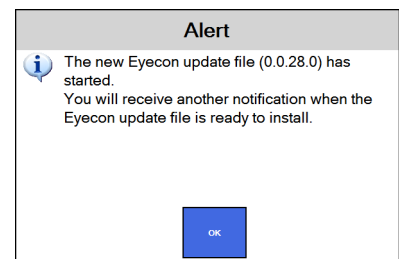 Alert
The new Eyecon update file (0.0.28.0) has
started.
You will receive another notification when the
Eyecon update file is ready to install.
OK